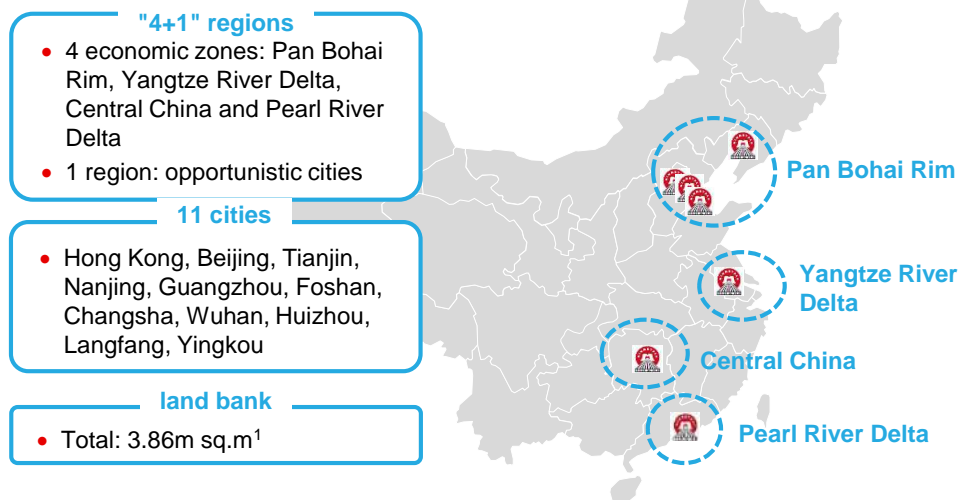 "4+1" regions
• 4 economic zones: Pan Bohai
Rim, Yangtze River Delta,
Central China and Pearl River
Delta
• 1 region: opportunistic cities
11 cities
• Hong Kong, Beijing, Tianjin,
Nanjing, Guangzhou, Foshan,
Changsha, Wuhan, Huizhou,
Langfang, Yingkou
land bank
• Total: 3.86m sq.m¹
Pan Bohai Rim
Yangtze River
Delta
Central China
Pearl River Delta